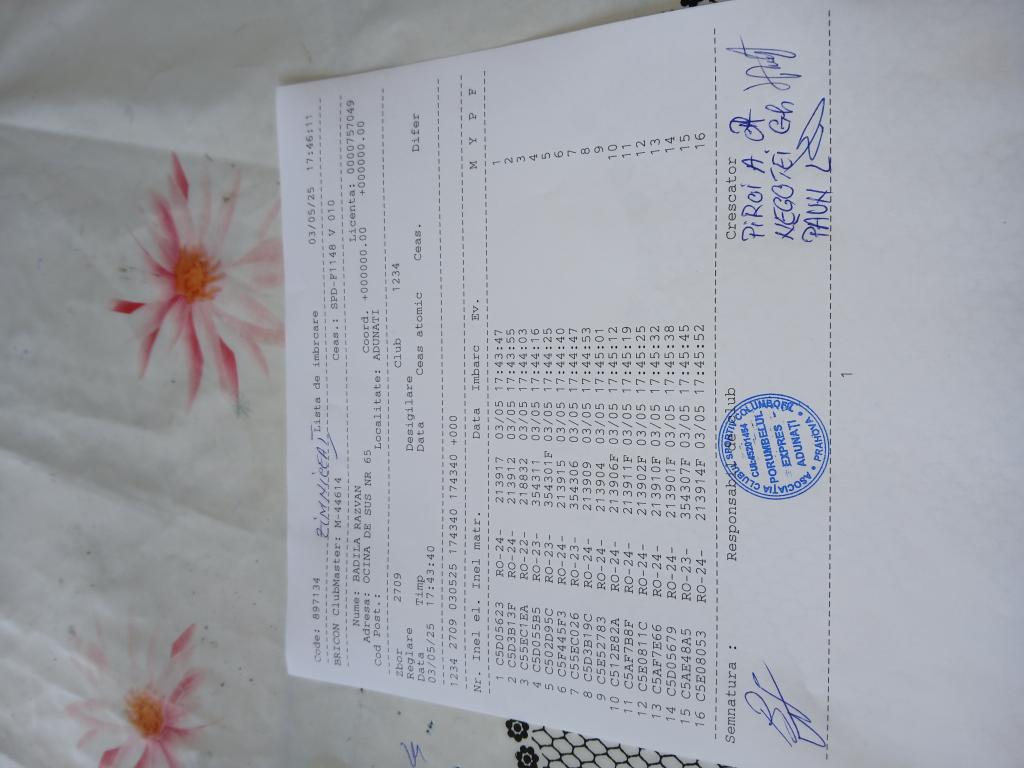 Code: 897134 ZIMNICEA Lista de imbrcare 03/05/25 17:46:11
BRICON ClubMaster: M-44614 Ceas.: SPD-F1148 V 010
Nume: BADILA RAZVAN Licenta: 0000757049
Adresa: OCINA DE SUS NR 65 Coord. +000000.00 +000000.00
Cod Post.: Localitate: ADUNATI
Zbor 2709 Club 1234
Reglare Desigilare
Data Timp Data Ceas atomic Ceas. Difer
03/05/25 17:43:40
1234 2709 030525 174340 174340 +000
Nr. Inel el. Inel matr. Data Imbarc Ev. M Y P F
1 C5D05623 RO-24- 213917 03/05 17:43:47 1
2 C5D3B13F RO-24- 213912 03/05 17:43:55 2
3 C55EC1EA RO-22- 218832 03/05 17:44:03 3
4 C5D055B5 RO-23- 354311 03/05 17:44:16 4
5 C502D95C RO-23- 354301F 03/05 17:44:25 5
6 C5F445F3 RO-24- 213915 03/05 17:44:40 6
7 C55EC026 RO-23- 354306 03/05 17:44:47 7
8 C5D3B19C RO-24- 213909 03/05 17:44:53 8
9 C5E52783 RO-24- 213904 03/05 17:45:01 9
10 C512E82A RO-24- 213906F 03/05 17:45:12 10
11 C5AF7B8F RO-24- 213911F 03/05 17:45:19 11
12 C5E0811C RO-24- 213902F 03/05 17:45:25 12
13 C5AF7E66 RO-24- 213910F 03/05 17:45:32 13
14 C5D05679 RO-24- 213901F 03/05 17:45:38 14
15 C5AE48A5 RO-23- 354307F 03/05 17:45:45 15
16 C5E08053 RO-24- 213914F 03/05 17:45:52 16
Semnatura : Responsabil de club Crescator
PIROI A.
NEGOTEI Gh
PAUN L
ASOCIAȚIA CLUBUL SPORTIV COLUMBOFIL
CUI:45201454
PORUMBELUL
EXPRES
ADUNAȚI
PRAHOVA
1